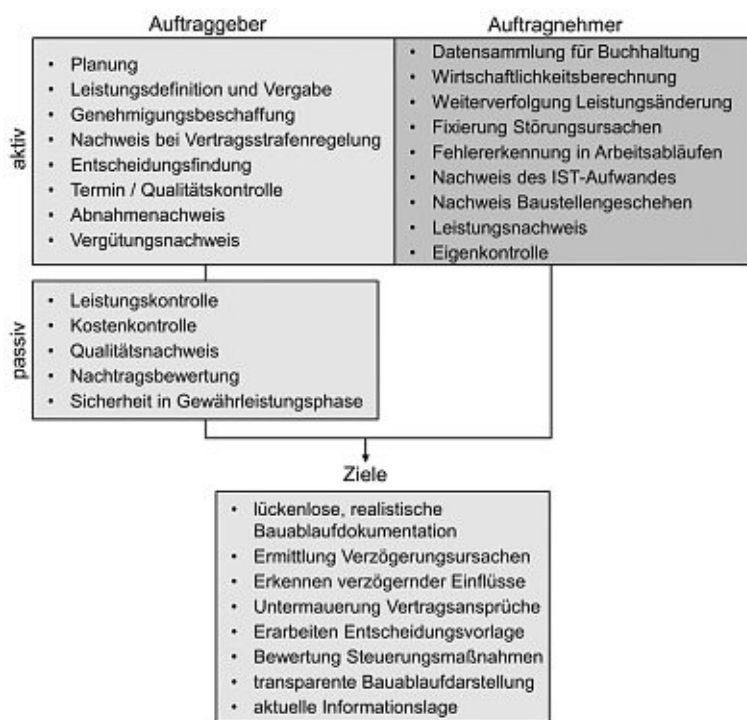 Auftraggeber
Auftragnehmer
aktiv
• Planung
• Leistungsdefinition und Vergabe
• Genehmigungsbeschaffung
• Nachweis bei Vertragsstrafenregelung
• Entscheidungsfindung
• Termin / Qualitätskontrolle
• Abnahmenachweis
• Vergütungsnachweis
• Datensammlung für Buchhaltung
• Wirtschaftlichkeitsberechnung
• Weiterverfolgung Leistungsänderung
• Fixierung Störungsursachen
• Fehlererkennung in Arbeitsabläufen
• Nachweis des IST-Aufwandes
• Nachweis Baustellengeschehen
• Leistungsnachweis
• Eigenkontrolle
passiv
• Leistungskontrolle
• Kostenkontrolle
• Qualitätsnachweis
• Nachtragsbewertung
• Sicherheit in Gewährleistungsphase
Ziele
• lückenlose, realistische
Bauablaufdokumentation
• Ermittlung Verzögerungsursachen
• Erkennen verzögernder Einflüsse
• Untermauerung Vertragsansprüche
• Erarbeiten Entscheidungsvorlage
• Bewertung Steuerungsmaßnahmen
• transparente Bauablaufdarstellung
• aktuelle Informationslage